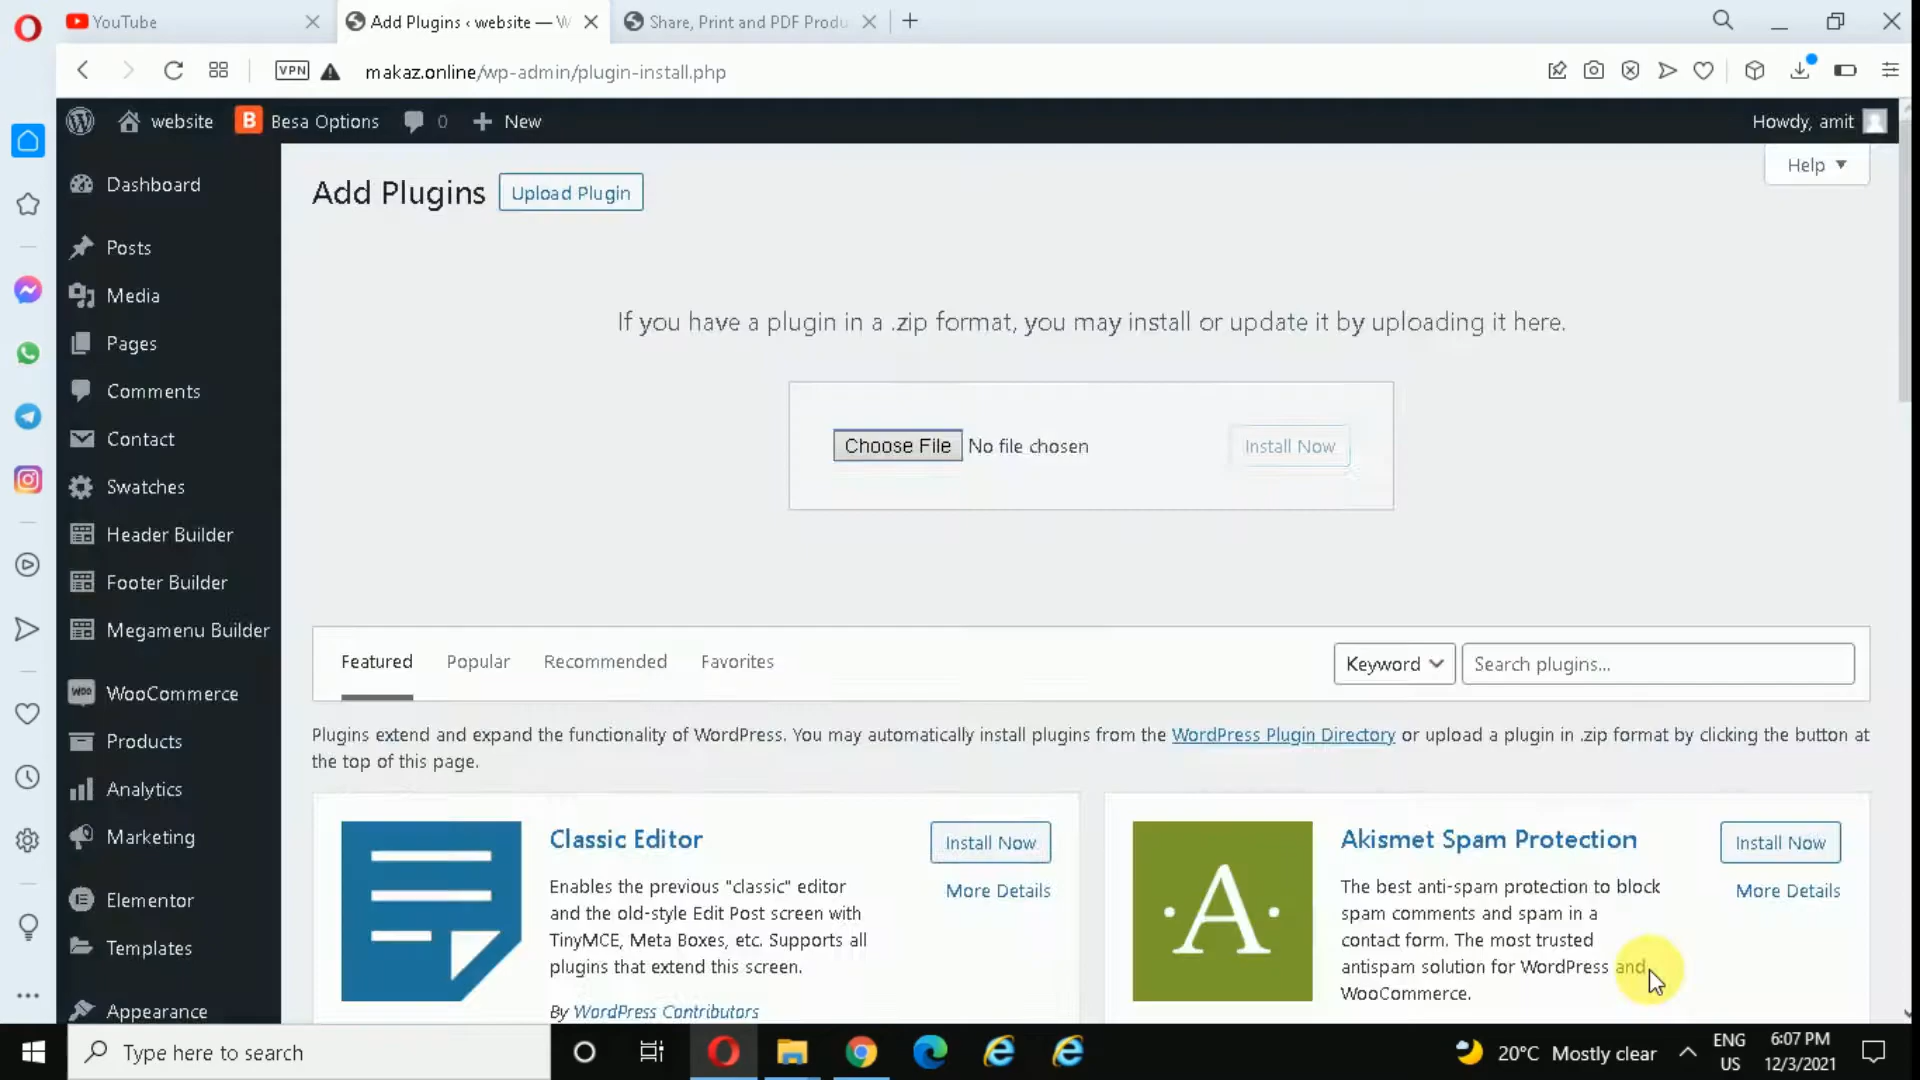 YouTube
Add Plugins ‹ website — W
Share, Print and PDF Produ
VPN
makaz.online/wp-admin/plugin-install.php
website
B Besa Options
0
New
Howdy, amit
Help
Dashboard
Posts
Media
Pages
Comments
Contact
Swatches
Header Builder
Footer Builder
Megamenu Builder
WOO WooCommerce
Products
Analytics
Marketing
Elementor
Templates
Appearance
Add Plugins
Upload Plugin
If you have a plugin in a .zip format, you may install or update it by uploading it here.
Choose File No file chosen
Install Now
Featured
Popular
Recommended
Favorites
Keyword
Search plugins...
Plugins extend and expand the functionality of WordPress. You may automatically install plugins from the WordPress Plugin Directory or upload a plugin in .zip format by clicking the button at
the top of this page.
Classic Editor
Install Now
More Details
Enables the previous "classic" editor
and the old-style Edit Post screen with
TinyMCE, Meta Boxes, etc. Supports all
plugins that extend this screen.
By WordPress Contributors
·A·
Akismet Spam Protection
Install Now
More Details
The best anti-spam protection to block
spam comments and spam in a
contact form. The most trusted
antispam solution for WordPress and
WooCommerce.
Type here to search
20°C Mostly clear
ENG
US
6:07 PM
12/3/2021